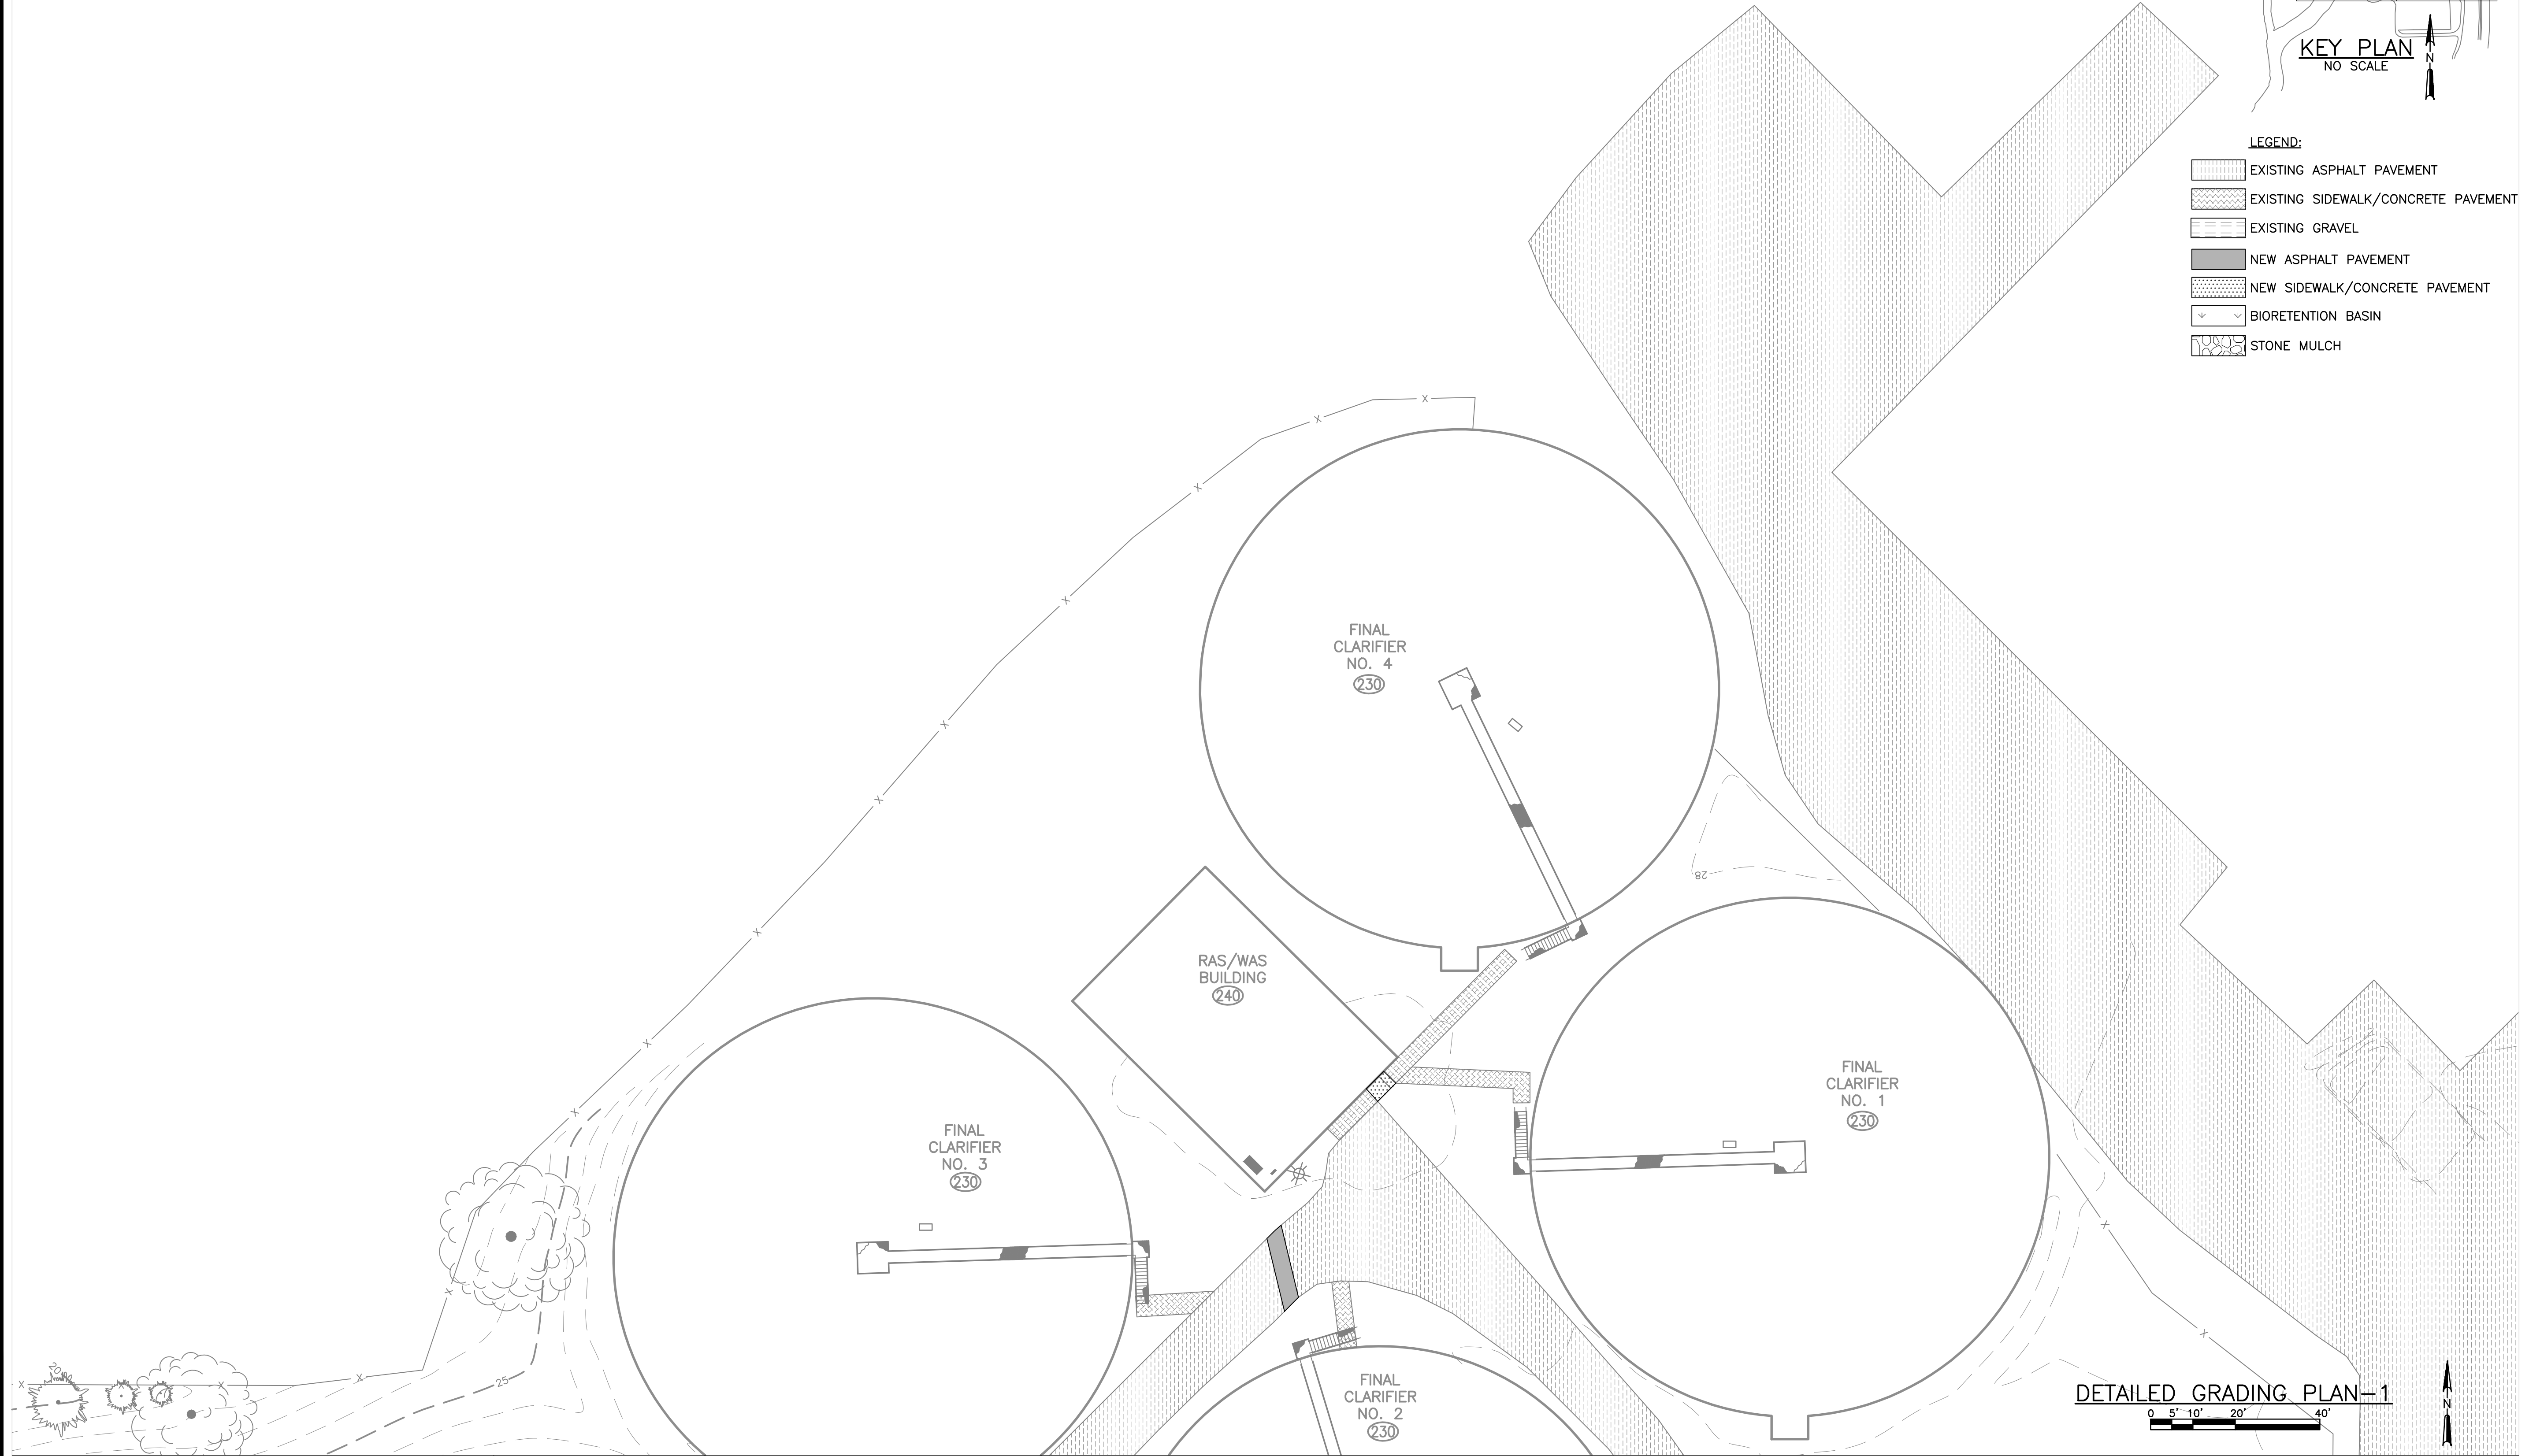 KEY PLAN
NO SCALE
N
LEGEND:
EXISTING ASPHALT PAVEMENT
EXISTING SIDEWALK/CONCRETE PAVEMENT
EXISTING GRAVEL
NEW ASPHALT PAVEMENT
NEW SIDEWALK/CONCRETE PAVEMENT
BIORETENTION BASIN
STONE MULCH
FINAL
CLARIFIER
NO. 4
230
28
RAS/WAS
BUILDING
240
FINAL
CLARIFIER
NO. 1
230
FINAL
CLARIFIER
NO. 3
230
FINAL
CLARIFIER
NO. 2
230
25
20
DETAILED GRADING PLAN-1
0 5' 10' 20' 40'
N